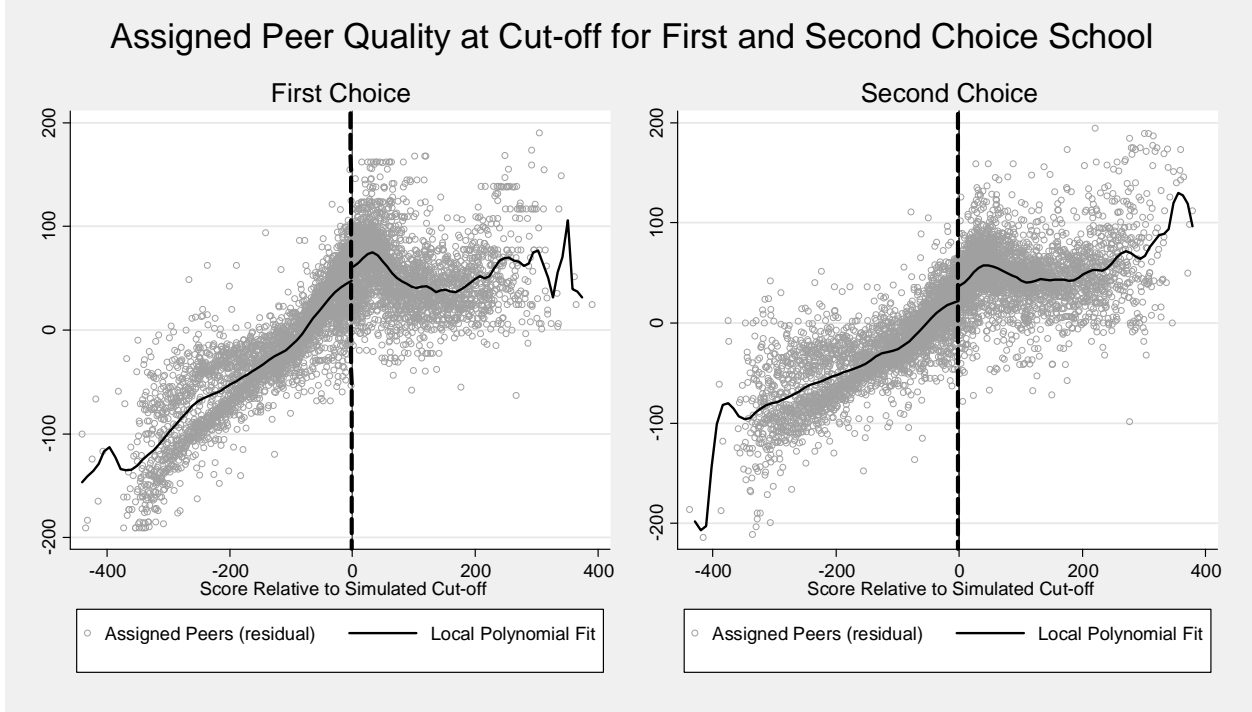 Assigned Peer Quality at Cut-off for First and Second Choice School
First Choice
200
100
0
-100
-200
-400
-200
0
200
400
Score Relative to Simulated Cut-off
Assigned Peers (residual)
Local Polynomial Fit
Second Choice
200
100
0
-100
-200
-400
-200
0
200
400
Score Relative to Simulated Cut-off
Assigned Peers (residual)
Local Polynomial Fit